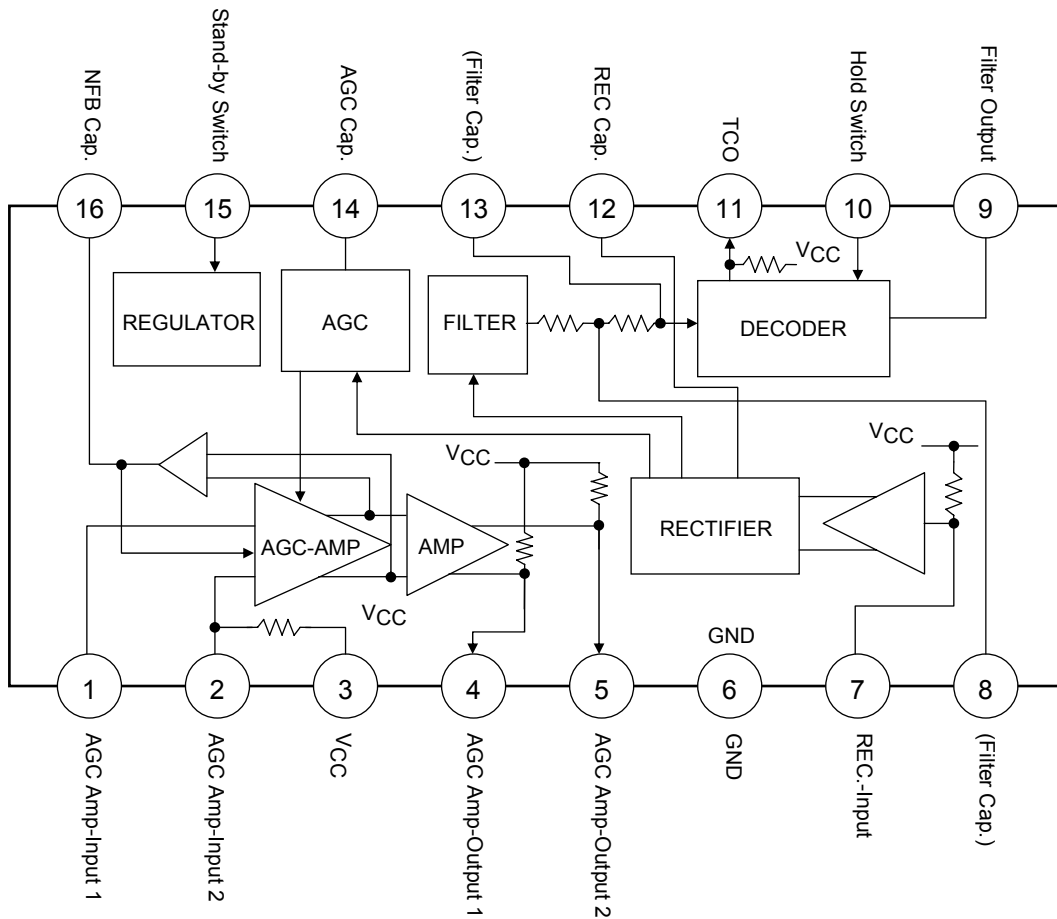 NFB Cap.
Stand-by Switch
AGC Cap.
(Filter Cap.)
REC Cap.
TCO
Hold Switch
Filter Output
16
15
14
13
12
11
10
9
VCC
REGULATOR
AGC
FILTER
DECODER
VCC
VCC
AGC-AMP
AMP
RECTIFIER
VCC
GND
1
2
3
4
5
6
7
8
AGC Amp-Input 1
AGC Amp-Input 2
VCC
AGC Amp-Output 1
AGC Amp-Output 2
GND
REC.-Input
(Filter Cap.)